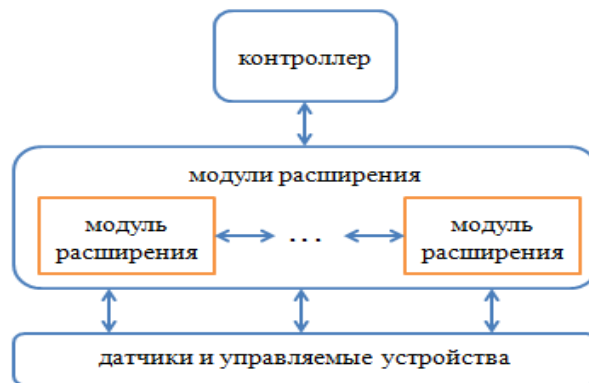 контроллер
модули расширения
модуль
расширения
...
модуль
расширения
датчики и управляемые устройства